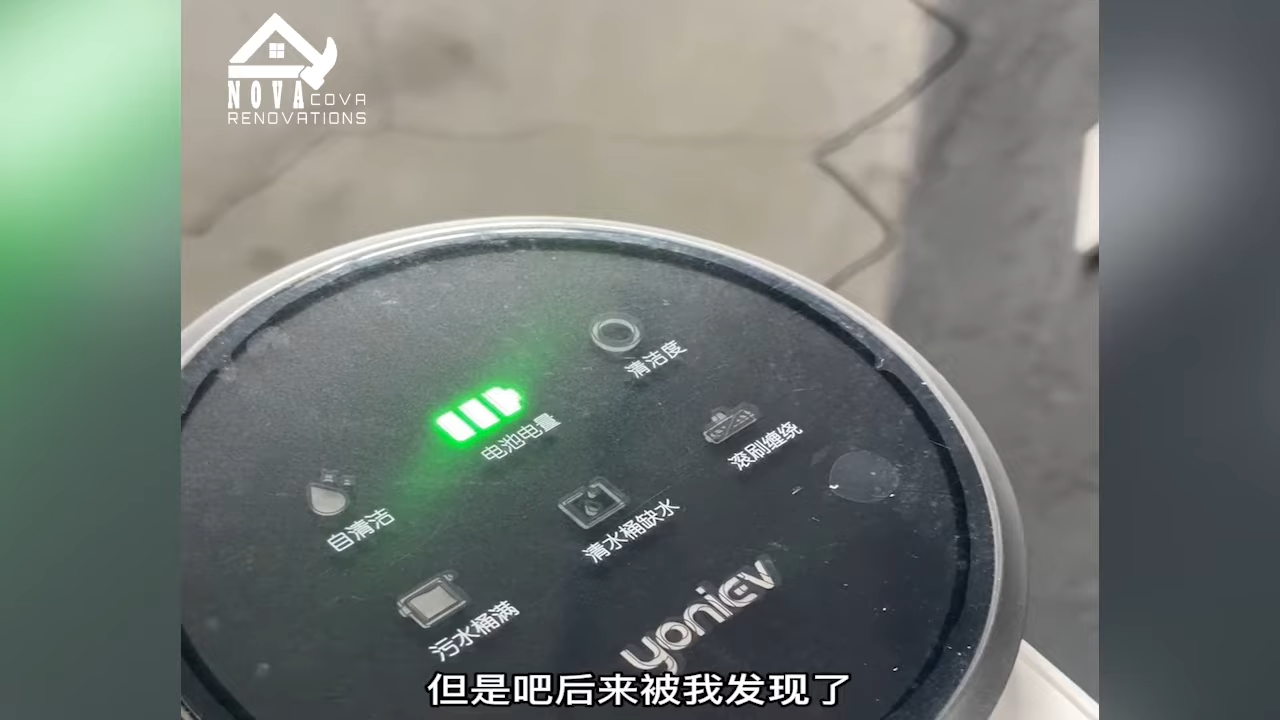 NOVA COVA
RENOVATIONS
清洁度
电池电量
滚刷缠绕
自清洁
清水桶缺水
污水桶满
yoniEV
但是吧后来被我发现了